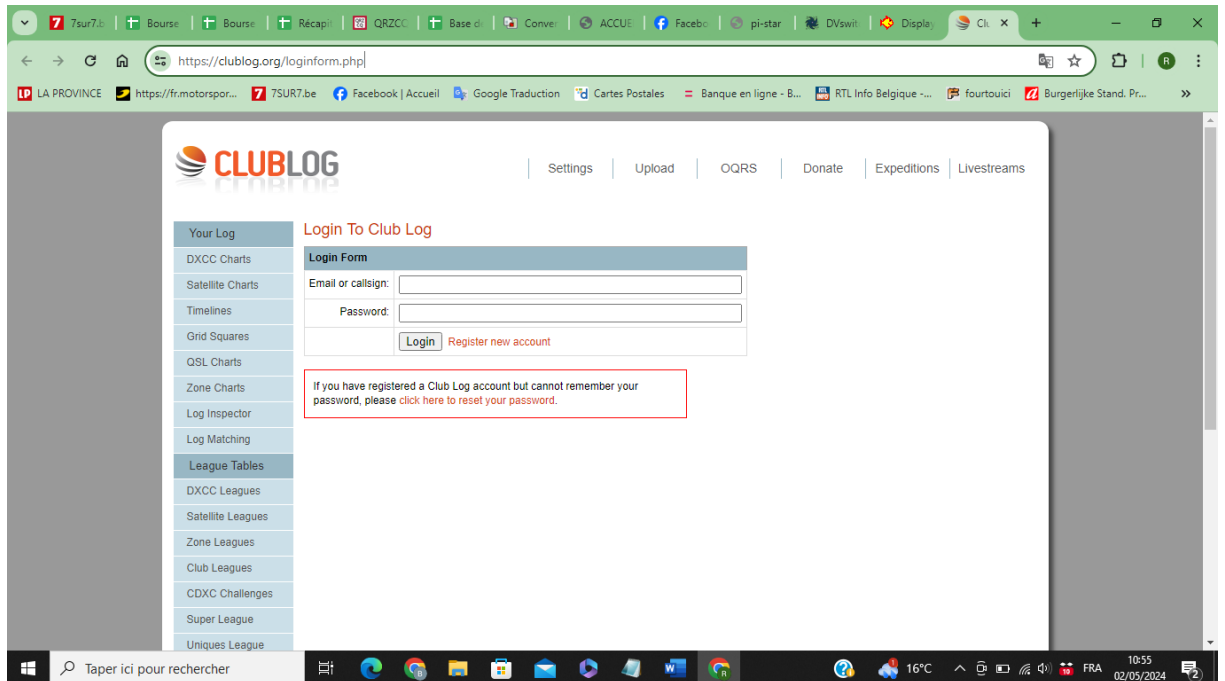 7sur7.b
Bourse
Bourse
Récapit
QRZCC
Base de
Conver
ACCUE
Facebo
pi-star
DVswit
Display
Clu
https://clublog.org/loginform.php
R
LA PROVINCE
https://fr.motorspor...
7SUR7.be
Facebook | Accueil
Google Traduction
Cartes Postales
Banque en ligne - B...
RTL Info Belgique -...
fourtouici
Burgerlijke Stand. Pr...
CLUBLOG
Settings
Upload
OQRS
Donate
Expeditions
Livestreams
Your Log
DXCC Charts
Satellite Charts
Timelines
Grid Squares
QSL Charts
Zone Charts
Log Inspector
Log Matching
League Tables
DXCC Leagues
Satellite Leagues
Zone Leagues
Club Leagues
CDXC Challenges
Super League
Uniques League
Login To Club Log
Login Form
Email or callsign:
Password:
Login Register new account
If you have registered a Club Log account but cannot remember your
password, please click here to reset your password.
Taper ici pour rechercher
16°C
FRA
10:55
02/05/2024
2